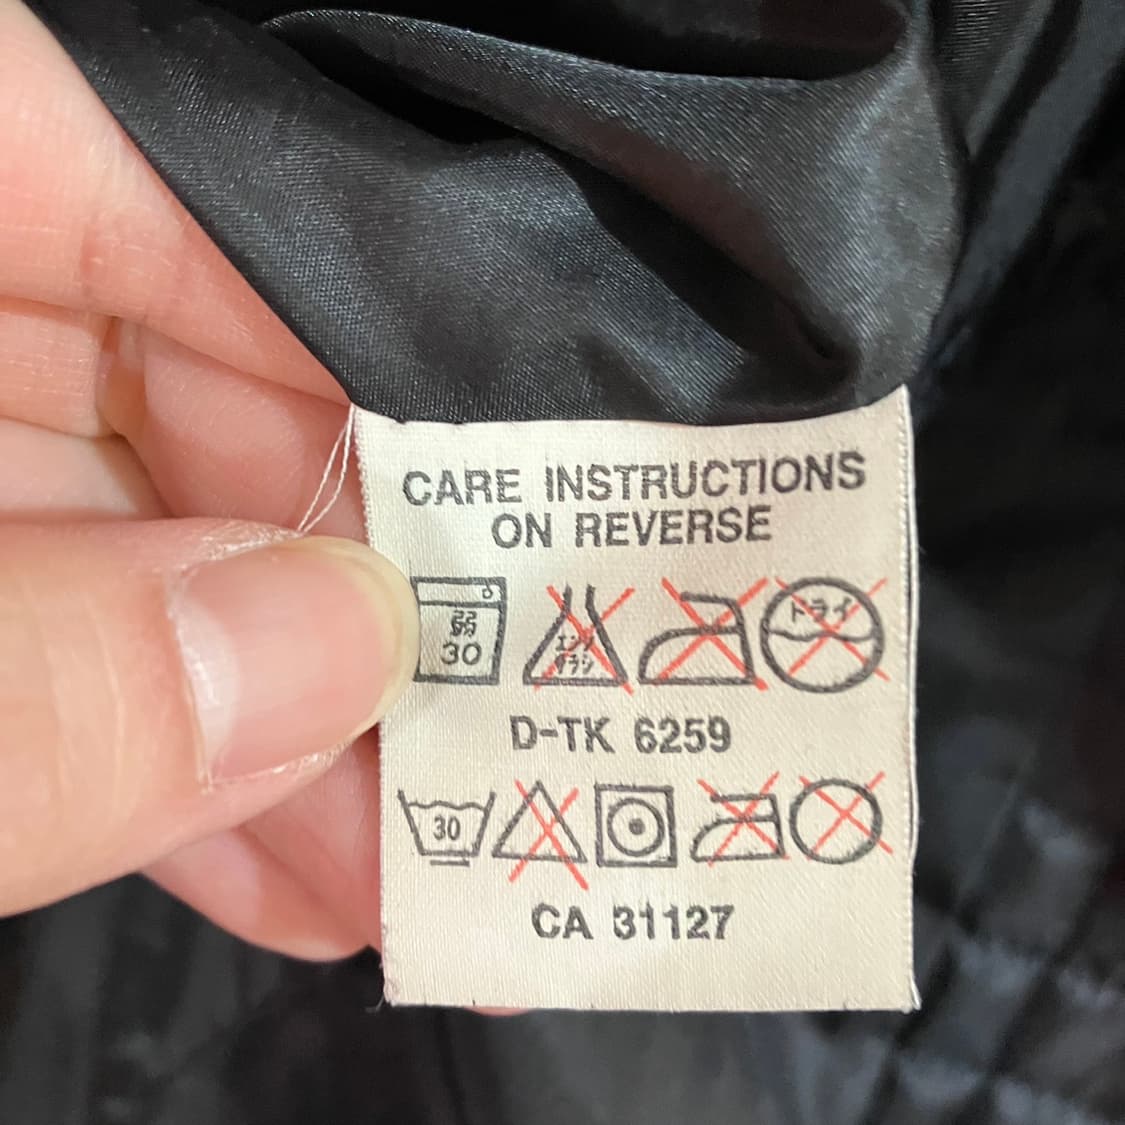 CARE INSTRUCTIONS
ON REVERSE
弱
30
エンソ
サラシ
ドライ
D-TK 6259
30
CA 31127